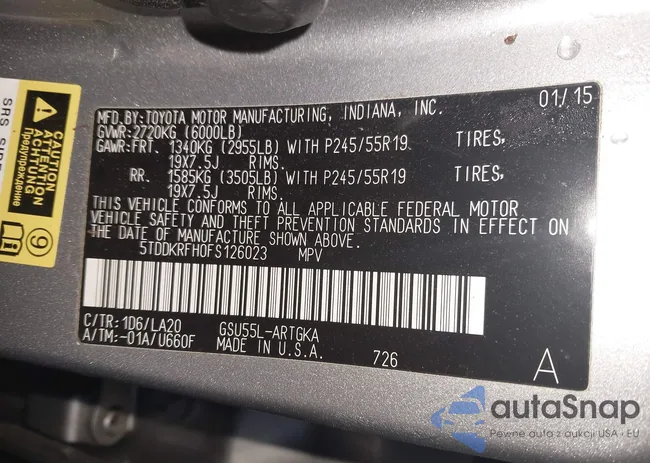 MFD.BY:TOYOTA MOTOR MANUFACTURING, INDIANA, INC. 01/15
GVWR:2720KG (6000LB)
GAWR:FRT. 1340KG (2955LB) WITH P245/55R19 TIRES,
19X7.5J RIMS.
RR. 1585KG (3505LB) WITH P245/55R19 TIRES,
19X7.5J RIMS.
THIS VEHICLE CONFORMS TO ALL APPLICABLE FEDERAL MOTOR
VEHICLE SAFETY AND THEFT PREVENTION STANDARDS IN EFFECT ON
THE DATE OF MANUFACTURE SHOWN ABOVE.
5TDDKRFH0FS126023 MPV
C/TR:1D6/LA20 GSU55L-ARTGKA
A/TM:-01A/U660F MADE IN U.S.A. 726
A
CAUTION
ATTENTION
ACHTUNG
Предупреждение
9
SRS SIDE
autaSnap
Pewne auta z aukcji USA i EU